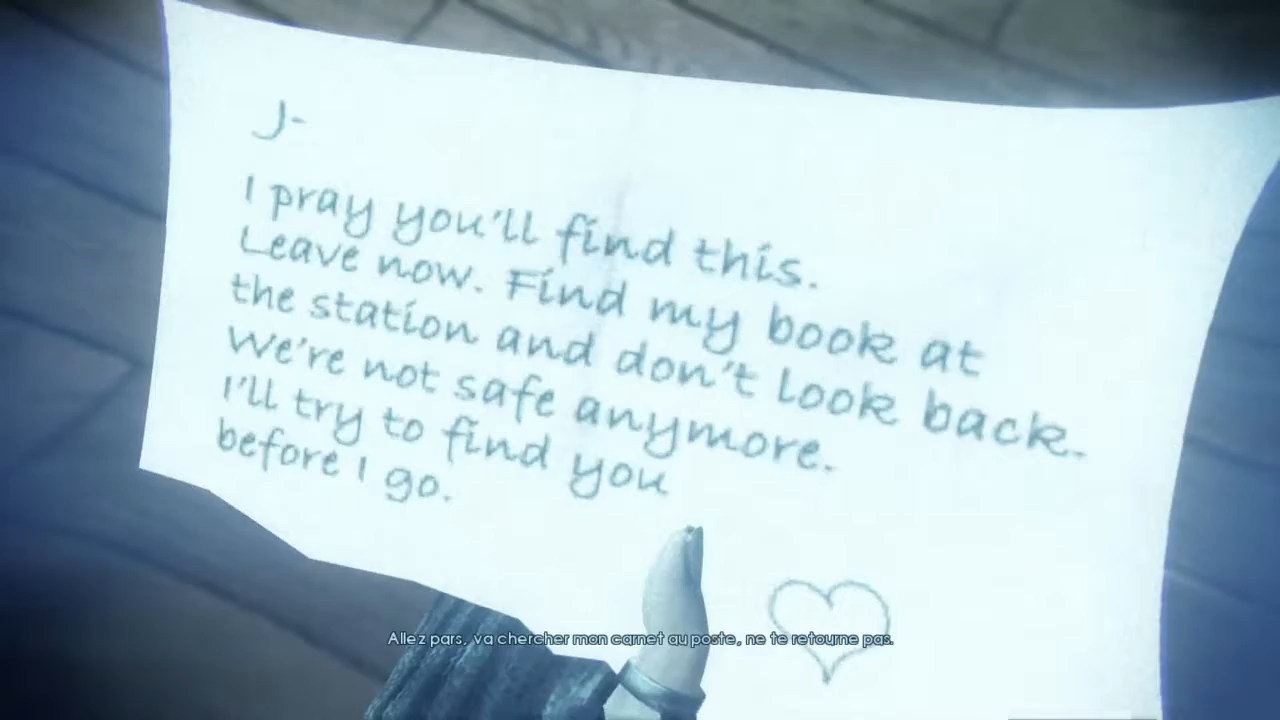 J-
I pray you'll find this.
Leave now. Find my book at
the station and don't look back.
We're not safe anymore.
I'll try to find you
before I go.
Allez pars, va chercher mon carnet au poste, ne te retourne pas.